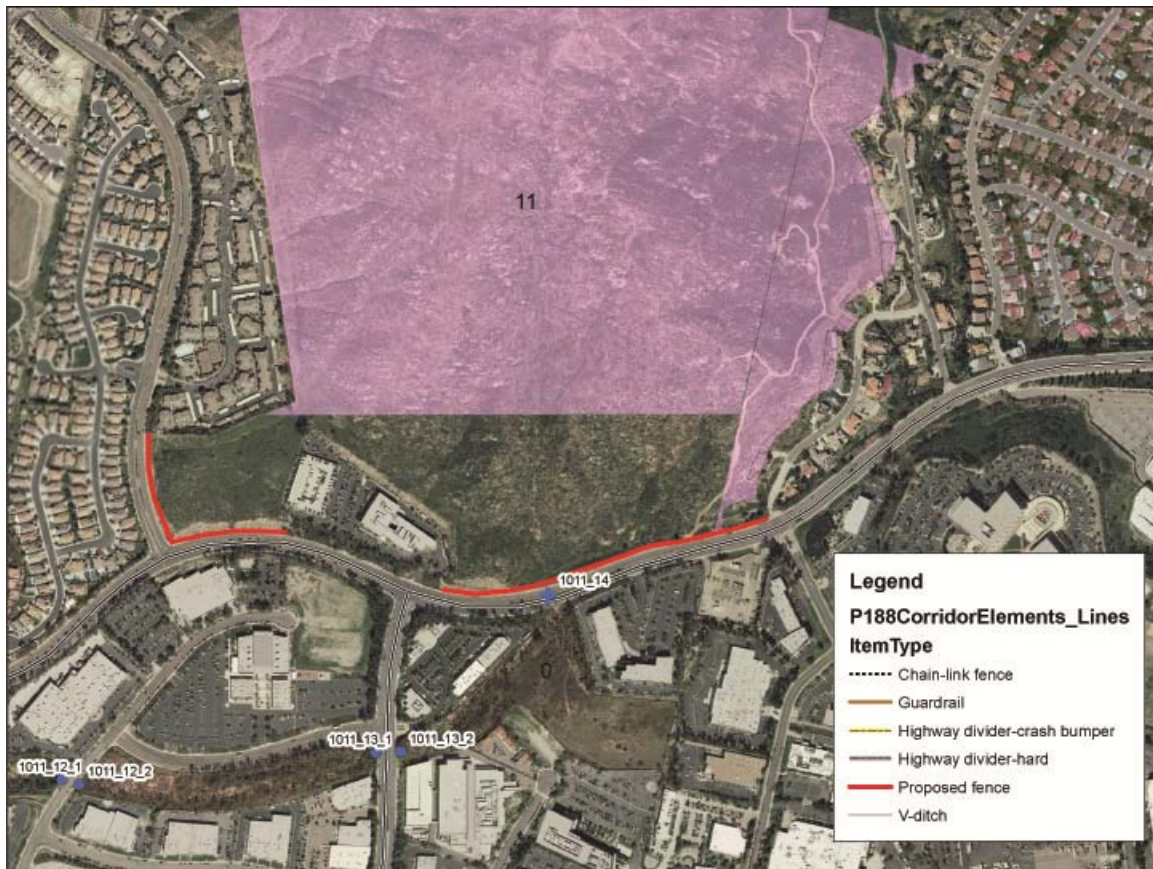 11
1011_14
0
1011_13_1
1011_13_2
1011_12_1
1011_12_2
Legend
P188CorridorElements_Lines
ItemType
Chain-link fence
Guardrail
Highway divider-crash bumper
Highway divider-hard
Proposed fence
V-ditch